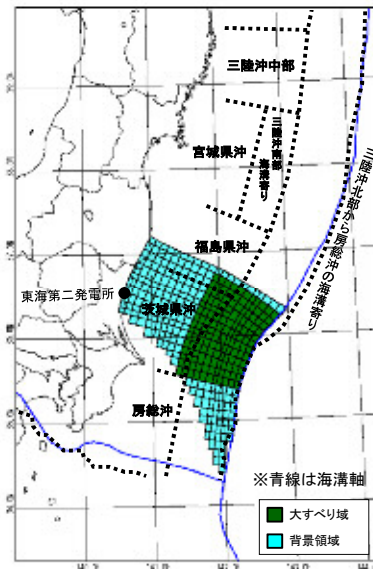 三陸沖中部
宮城県沖
三陸沖南部
海溝寄り
福島県沖
三陸沖北部から房総沖の海溝寄り
東海第二発電所
茨城県沖
房総沖
※青線は海溝軸
大すべり域
背景領域